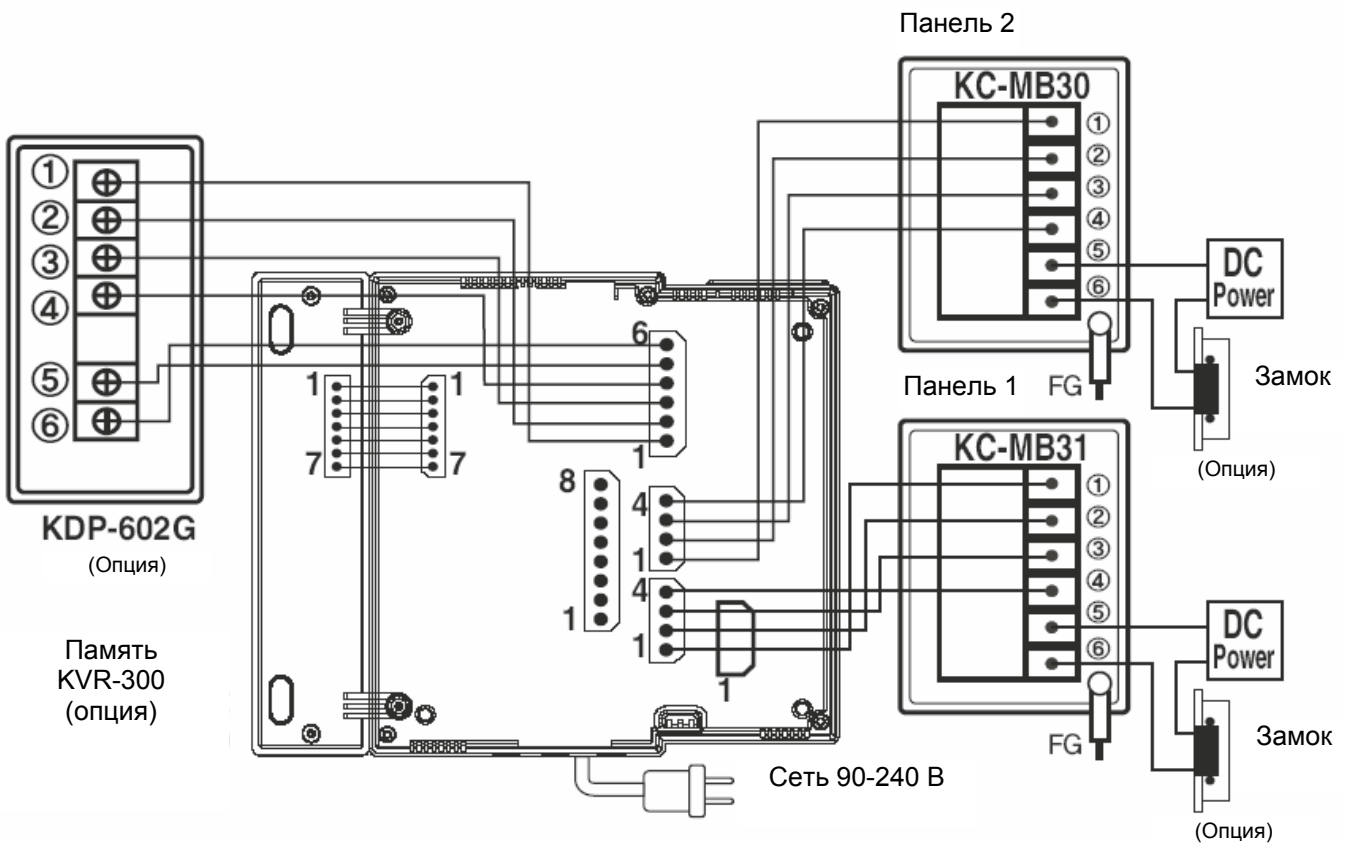 Панель 2
KC-MB30
①
②
③
④
⑤
⑥
DC
Power
FG
Замок
(Опция)
①
②
③
④
⑤
⑥
KDP-602G
(Опция)
1
7
1
7
6
1
8
1
4
1
4
1
1
Панель 1
KC-MB31
①
②
③
④
⑤
⑥
DC
Power
FG
Замок
(Опция)
Память
KVR-300
(опция)
Сеть 90-240 В